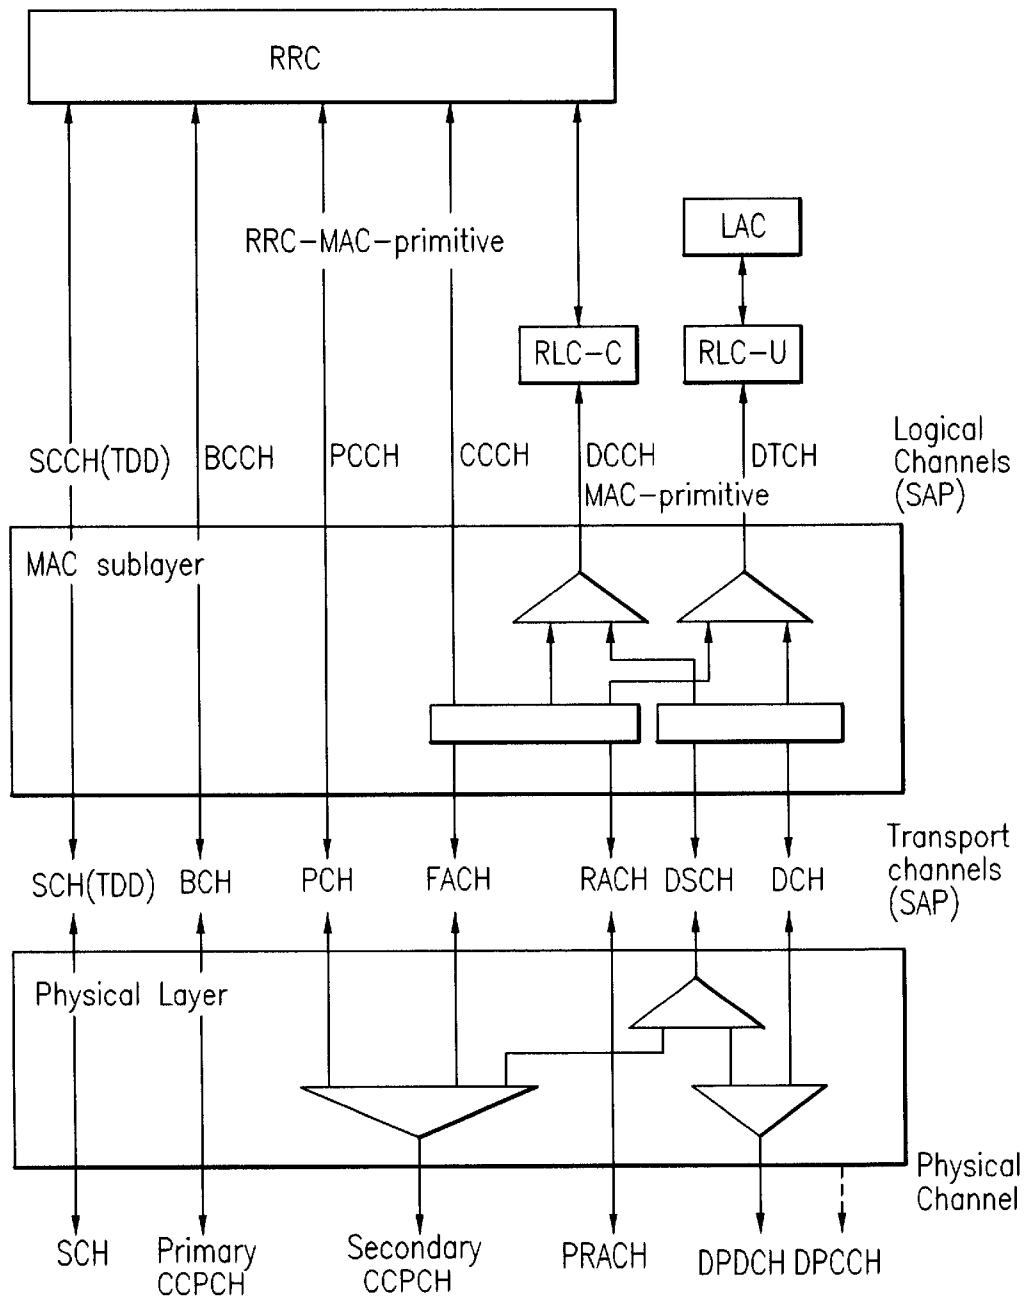 RRC
LAC
RRC-MAC-primitive
RLC-C
RLC-U
SCCH(TDD)
BCCH
PCCH
CCCH
DCCH
DTCH
MAC-primitive
Logical
Channels
(SAP)
MAC sublayer
Transport
channels
(SAP)
SCH(TDD)
BCH
PCH
FACH
RACH
DSCH
DCH
Physical Layer
Physical
Channel
SCH
Primary
CCPCH
Secondary
CCPCH
PRACH
DPDCH
DPCCH